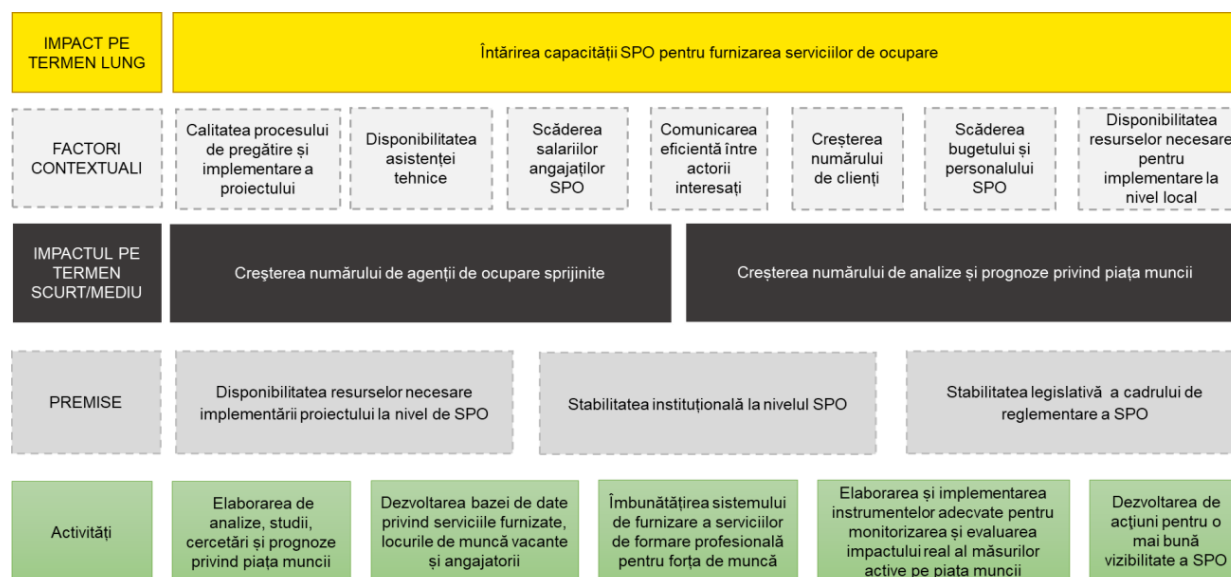 IMPACT PE
TERMEN LUNG
Întărirea capacității SPO pentru furnizarea serviciilor de ocupare
FACTORI
CONTEXTUALI
Calitatea procesului
de pregătire și
implementare a
proiectului
Disponibilitatea
asistenței
tehnice
Scăderea
salariilor
angajaților
SPO
Comunicarea
eficientă între
actorii
interesați
Creșterea
numărului
de clienți
Scăderea
bugetului și
personalului
SPO
Disponibilitatea
resurselor necesare
pentru
implementare la
nivel local
IMPACTUL PE
TERMEN
SCURT/MEDIU
Creşterea numărului de agenții de ocupare sprijinite
Creșterea numărului de analize și prognoze privind piața muncii
PREMISE
Disponibilitatea resurselor necesare
implementării proiectului la nivel de SPO
Stabilitatea instituțională la nivelul SPO
Stabilitatea legislativă a cadrului de
reglementare a SPO
Activități
Elaborarea de
analize, studii,
cercetări și prognoze
privind piața muncii
Dezvoltarea bazei de date
privind serviciile furnizate,
locurile de muncă vacante
și angajatorii
Îmbunătățirea sistemului
de furnizare a serviciilor
de formare profesională
pentru forța de muncă
Elaborarea și implementarea
instrumentelor adecvate pentru
monitorizarea și evaluarea
impactului real al măsurilor
active pe piața muncii
Dezvoltarea de
acţiuni pentru o
mai bună
vizibilitate a SPO